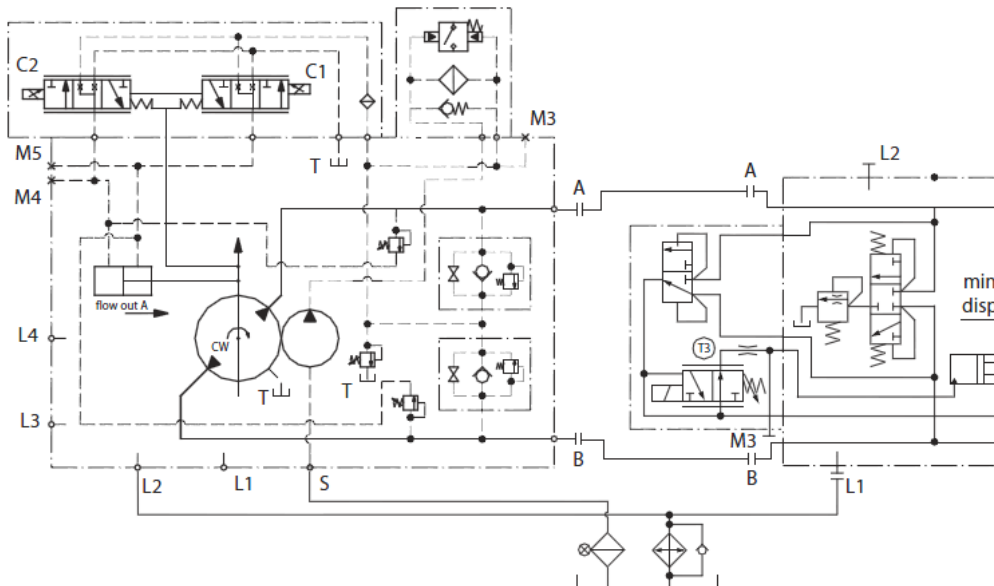 C2
C1
M3
M5
T
M4
A
A
L2
min
disp
flow out A
L4
CW
T3
T
T
L3
M3
B
B
L2
L1
S
L1